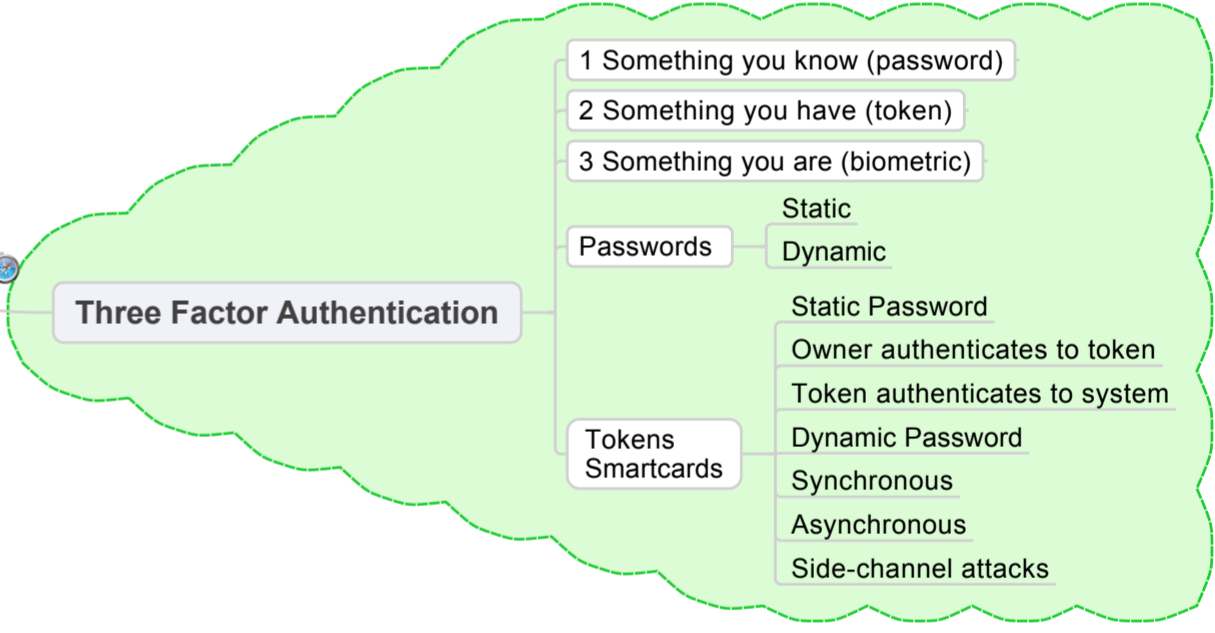 1 Something you know (password)
2 Something you have (token)
3 Something you are (biometric)
Static
Passwords
Dynamic
Three Factor Authentication
Static Password
Owner authenticates to token
Token authenticates to system
Tokens
Smartcards
Dynamic Password
Synchronous
Asynchronous
Side-channel attacks